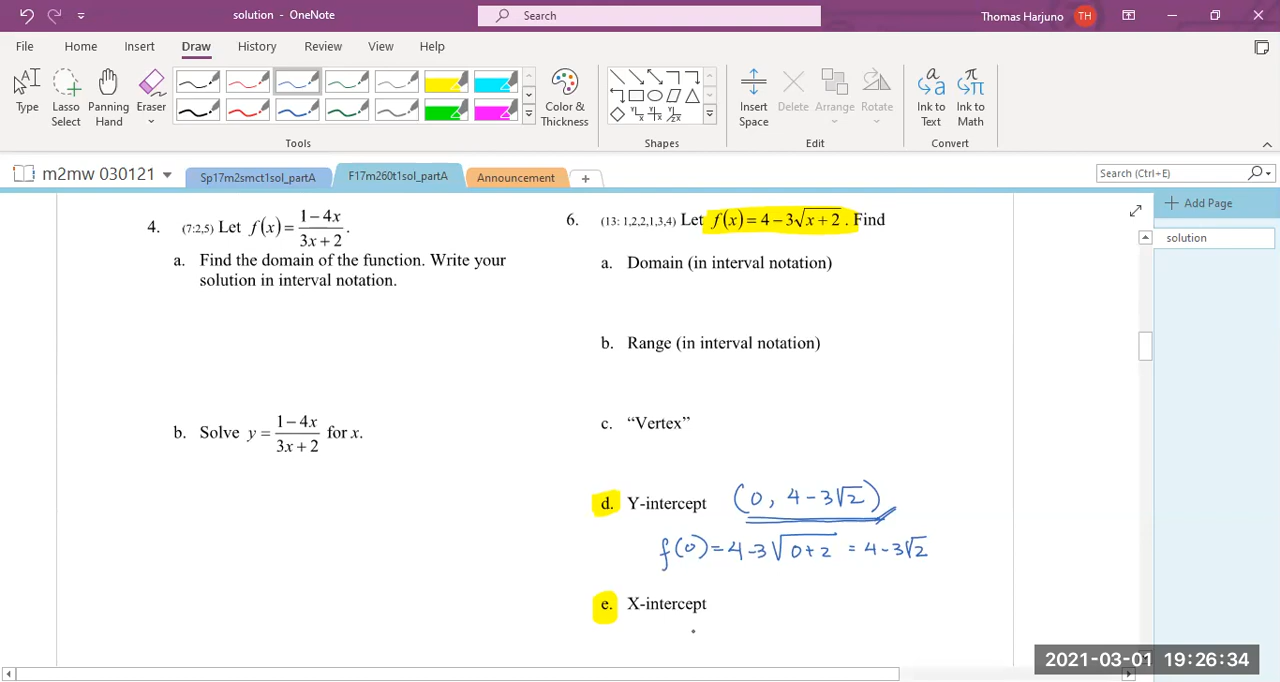 solution - OneNote
Search
Thomas Harjuno TH
File Home Insert Draw History Review View Help
Type
Lasso Select
Panning Hand
Eraser
Color & Thickness
Insert Space
Delete
Arrange
Rotate
Ink to Text
Ink to Math
Tools
Shapes
Edit
Convert
m2mw 030121
Sp17m2smct1sol_partA
F17m260t1sol_partA
Announcement
Search (Ctrl+E)
Add Page
solution
4. (7:2,5) Let f(x) = (1 − 4x)/(3x + 2).
a. Find the domain of the function. Write your
solution in interval notation.
b. Solve y = (1 − 4x)/(3x + 2) for x.
6. (13: 1,2,2,1,3,4) Let f(x) = 4 − 3√(x + 2). Find
a. Domain (in interval notation)
b. Range (in interval notation)
c. “Vertex”
d. Y-intercept (0, 4 − 3√2)
f(0) = 4 − 3√(0 + 2) = 4 − 3√2
e. X-intercept
2021-03-01 19:26:34